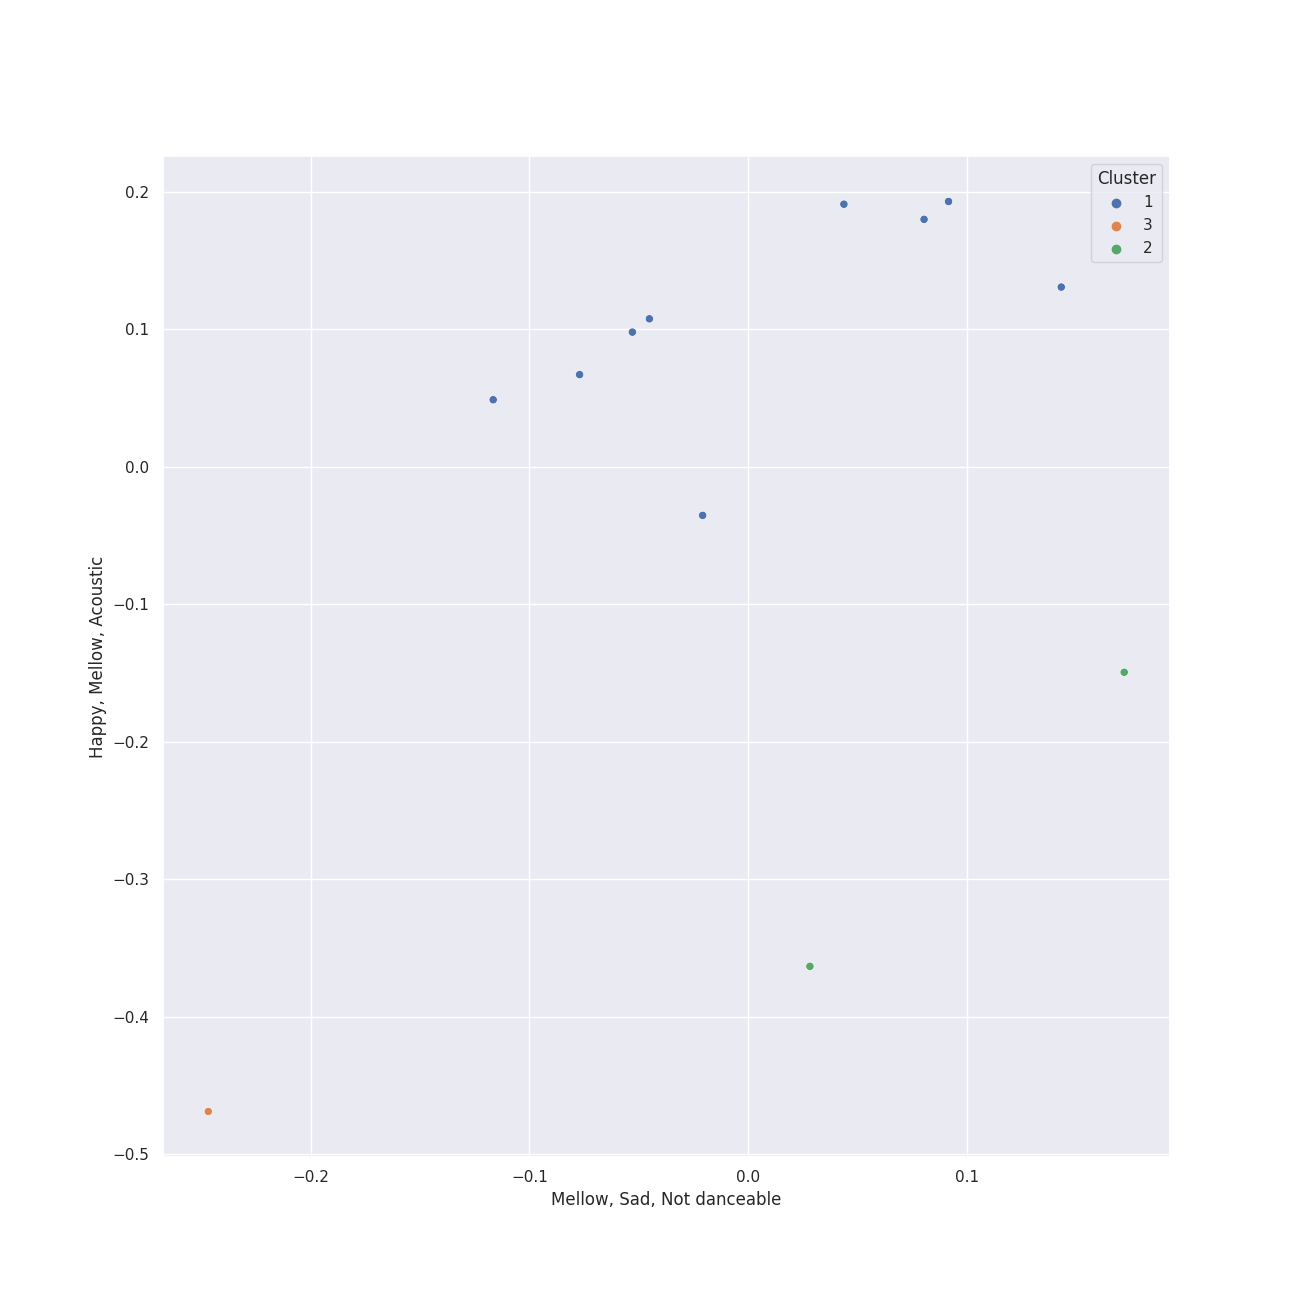 Cluster
1
3
2
0.2
0.1
0.0
−0.1
−0.2
−0.3
−0.4
−0.5
Happy, Mellow, Acoustic
−0.2 −0.1 0.0 0.1
Mellow, Sad, Not danceable